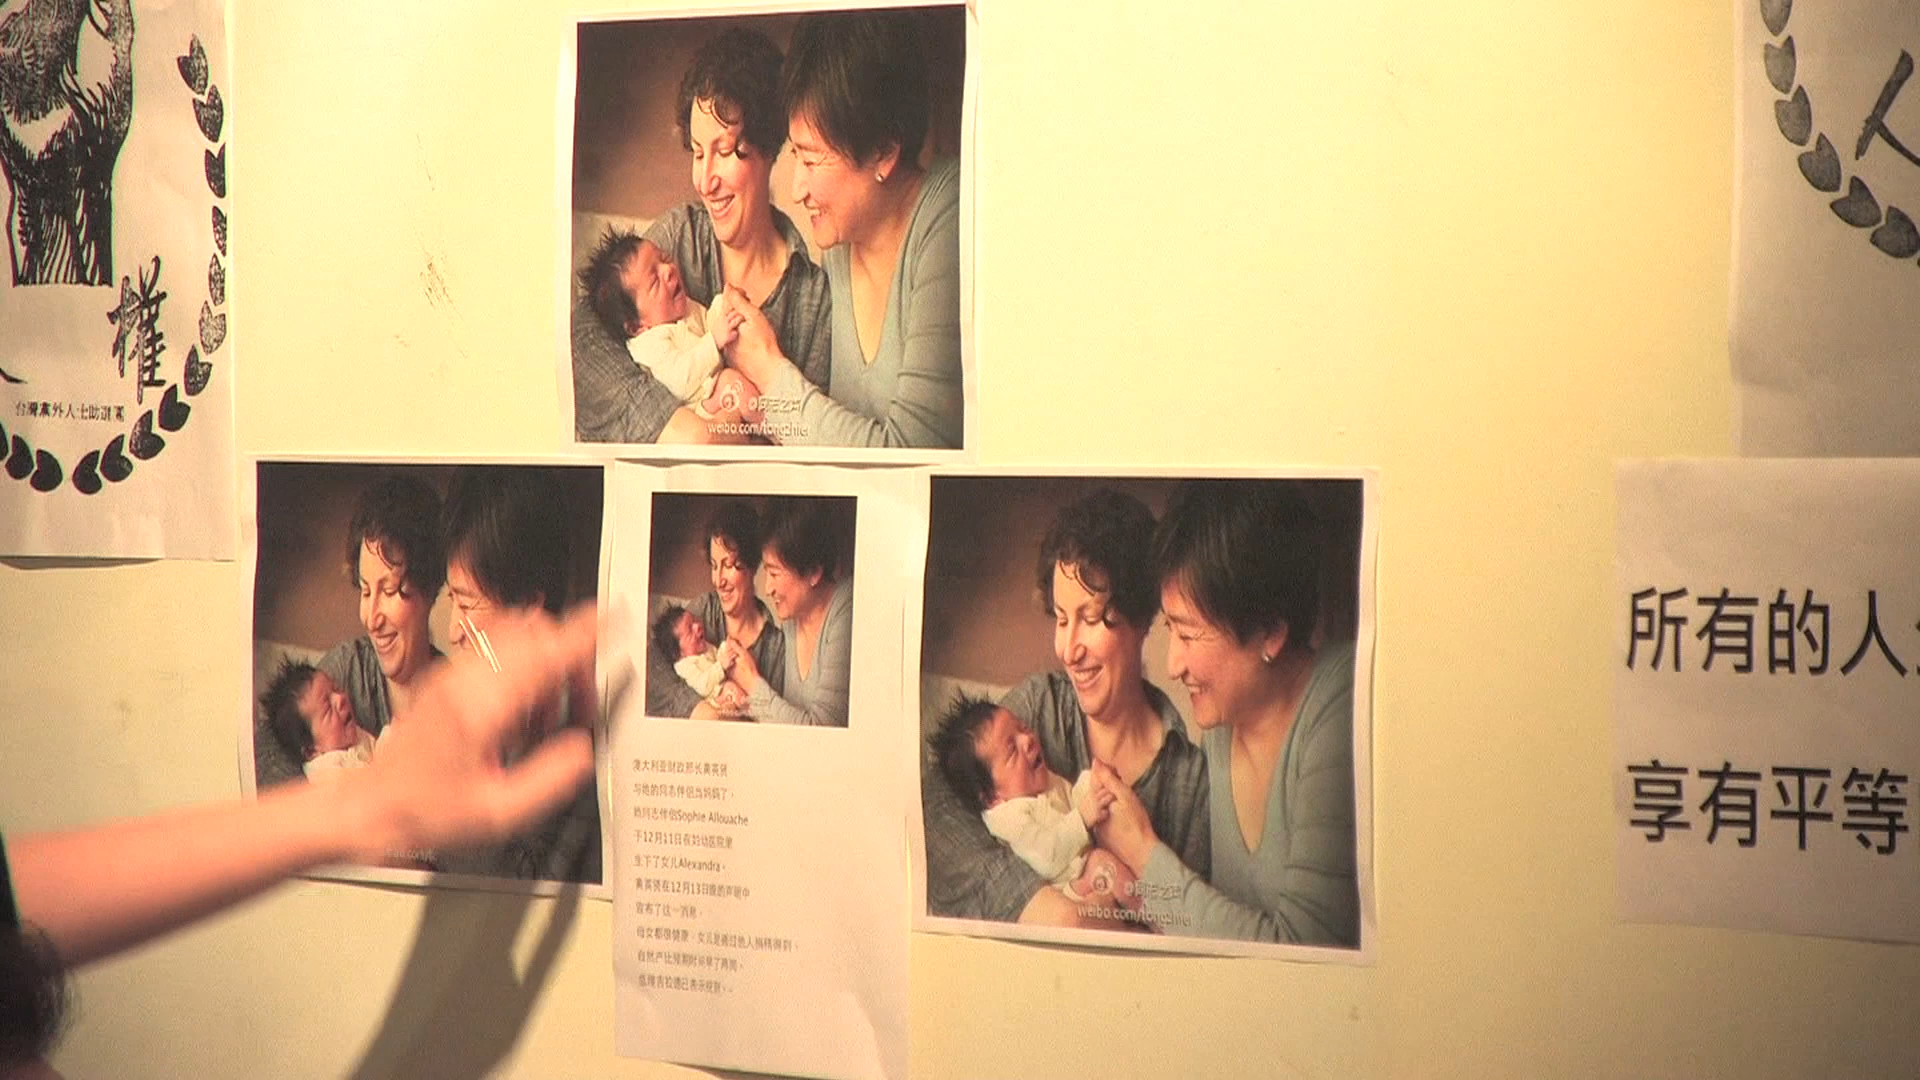 權
台灣黨外人士助選團
人
weibo.com/tongzhier
澳大利亚财政部长黄英贤
与她的同志伴侣当妈妈了，
她同志伴侣Sophie Allouache
于12月11日在妇幼医院里
生下了女儿Alexandra。
黄英贤在12月13日晚的声明中
宣布了这一消息。
母女都很健康，女儿是通过他人捐精得到，
自然产比预期时间早了两周。
weibo.com/tongzhier
所有的人
享有平等